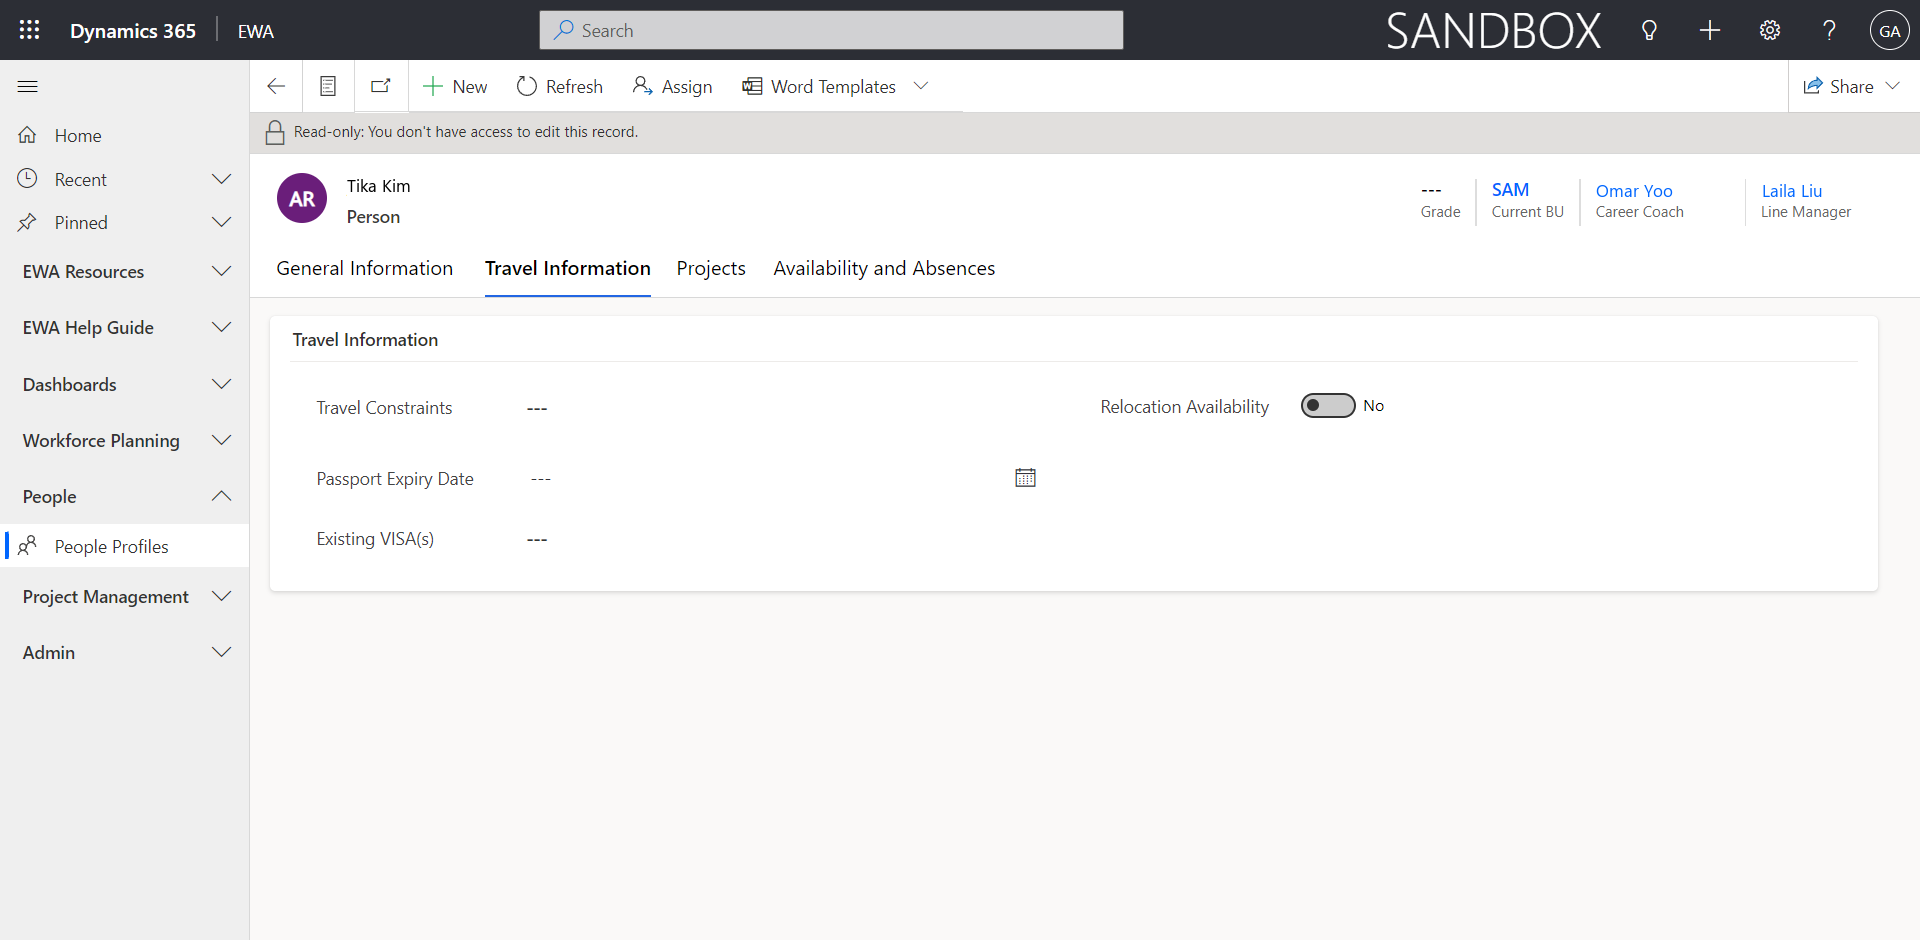 Dynamics 365 EWA Search SANDBOX GA
New Refresh Assign Word Templates Share
Read-only: You don't have access to edit this record.
Home
Recent
Pinned
EWA Resources
EWA Help Guide
Dashboards
Workforce Planning
People
People Profiles
Project Management
Admin
AR
Tika Kim
Person
--- SAM Omar Yoo Laila Liu
Grade Current BU Career Coach Line Manager
General Information Travel Information Projects Availability and Absences
Travel Information
Travel Constraints --- Relocation Availability No
Passport Expiry Date ---
Existing VISA(s) ---